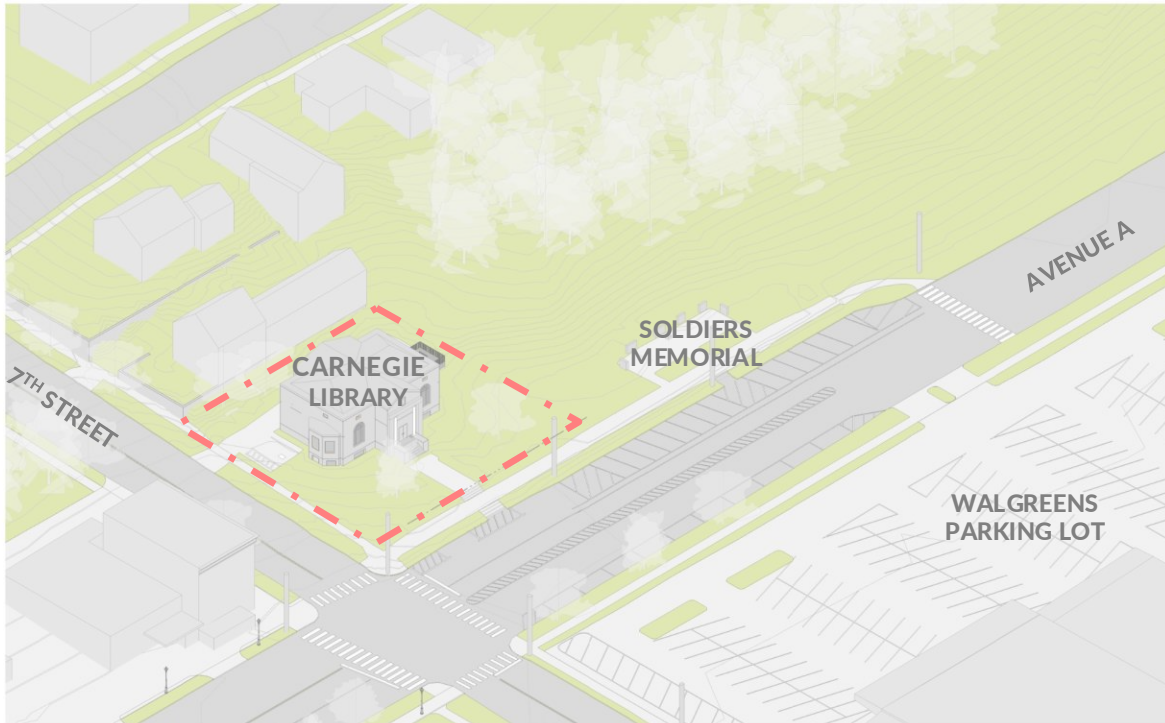 AVENUE A
SOLDIERS
MEMORIAL
CARNEGIE
LIBRARY
7TH STREET
WALGREENS
PARKING LOT